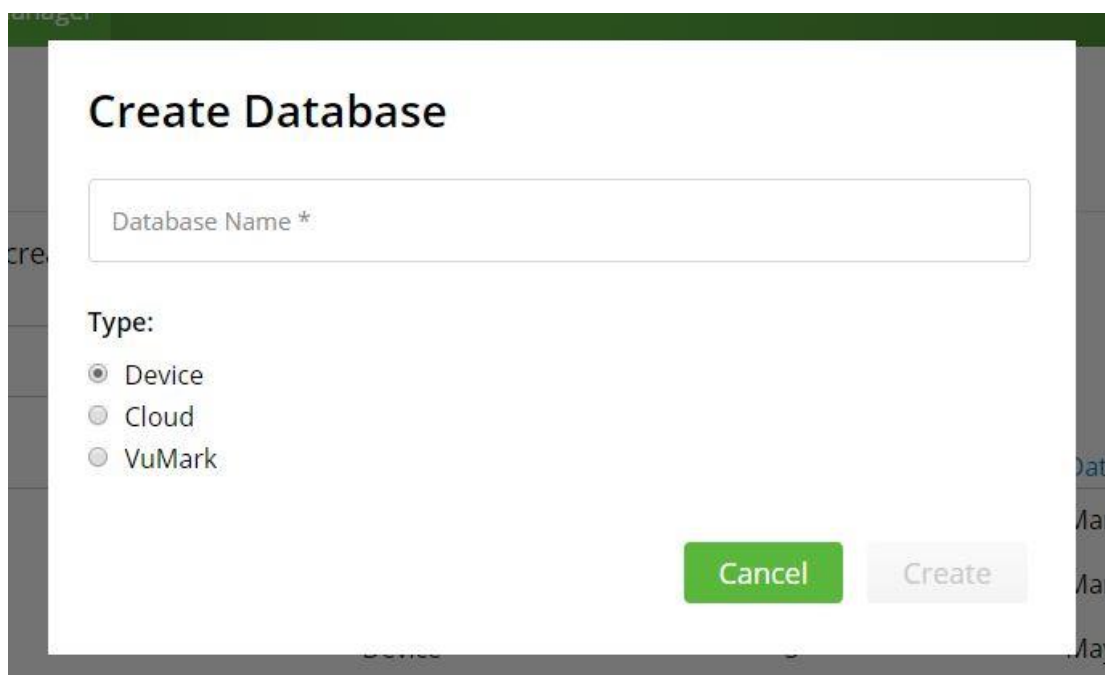 Create Database
Database Name *
Type:
Device
Cloud
VuMark
Cancel Create